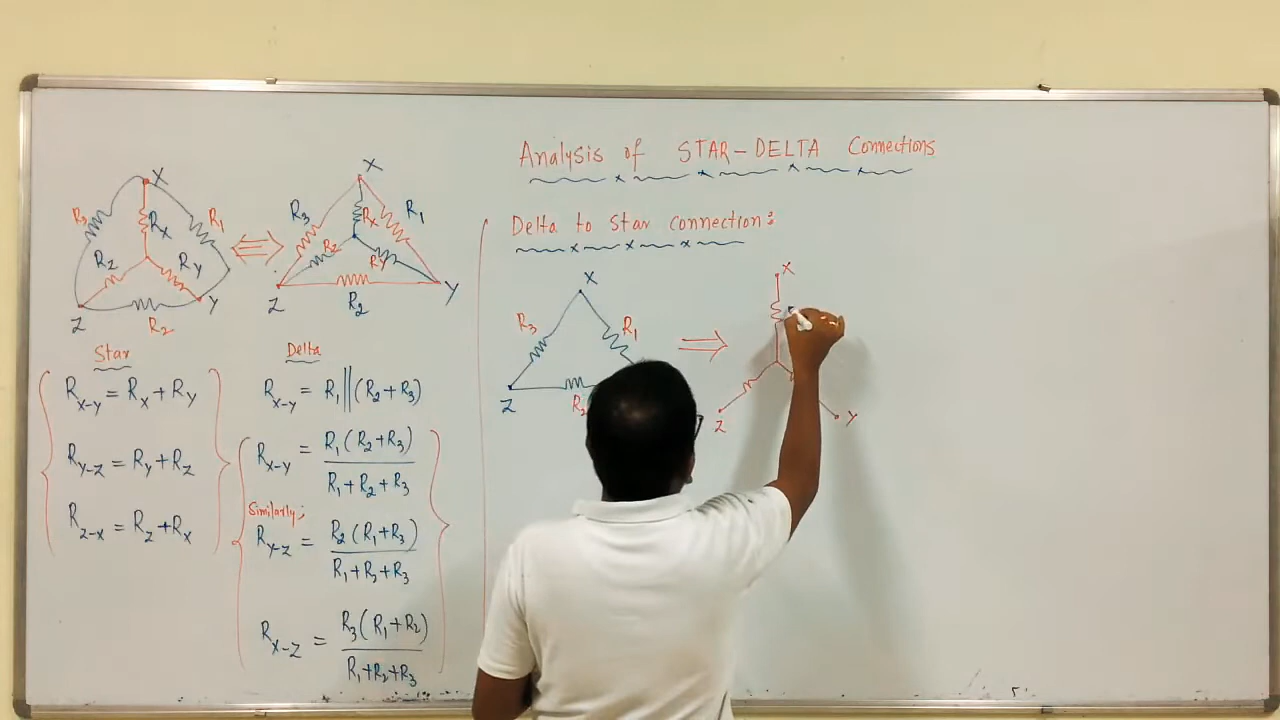 Analysis of STAR-DELTA Connections
X
R3
Rx
R1
Rz
Ry
Z
R2
Y
X
R3
Rx
R1
Rz
Ry
Z
R2
Y
Star
Rx-y = Rx + Ry
Ry-z = Ry + Rz
Rz-x = Rz + Rx
Delta
Rx-y = R1 || (R2 + R3)
Rx-y = R1 (R2 + R3)
R1 + R2 + R3
Similarly;
Ry-z = R2 (R1 + R3)
R1 + R2 + R3
Rx-z = R3 (R1 + R2)
R1 + R2 + R3
Delta to Star connection:
X
R3
R1
Z
X
Z
Y